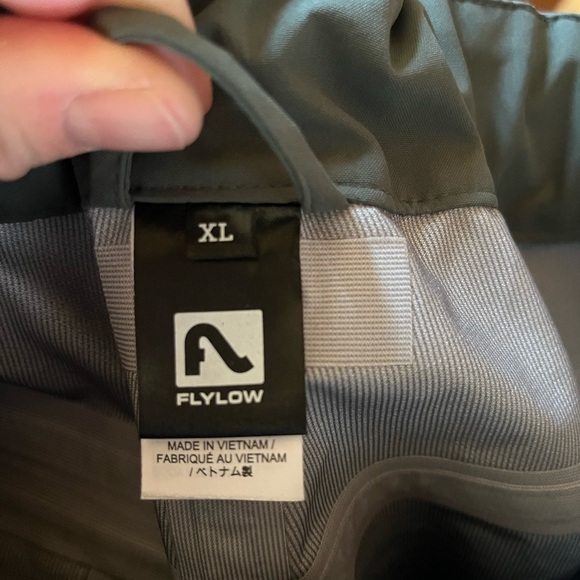 XL
FLYLOW
MADE IN VIETNAM /
FABRIQUÉ AU VIETNAM
/ ベトナム製